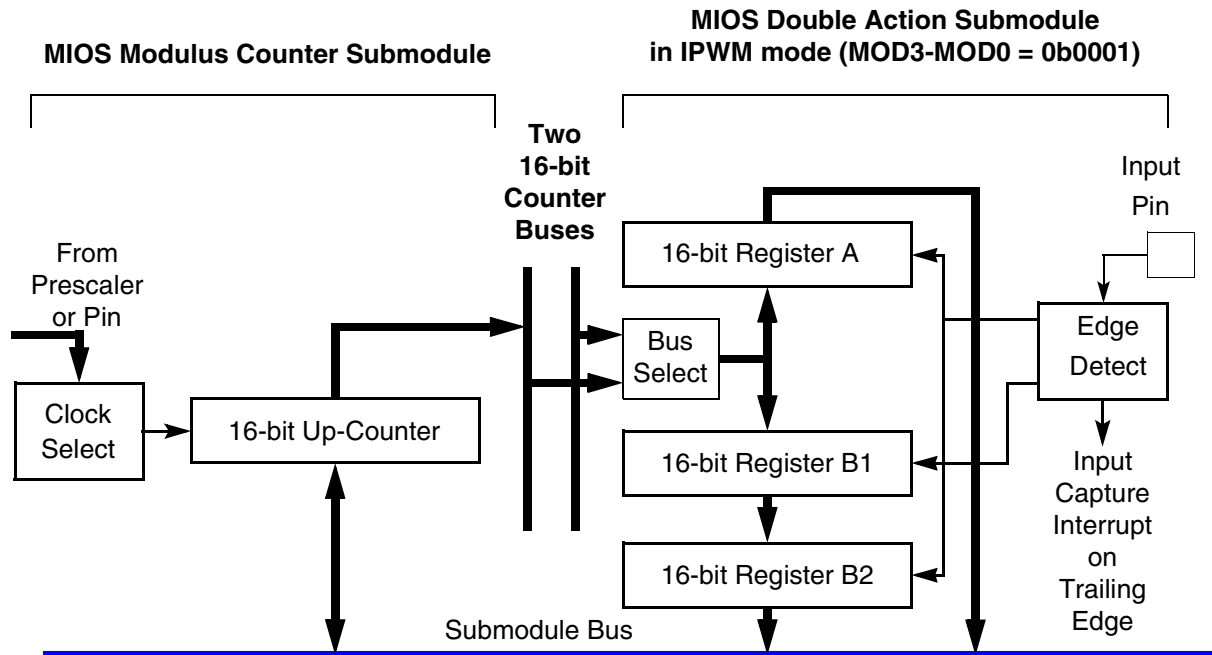 MIOS Modulus Counter Submodule
MIOS Double Action Submodule
in IPWM mode (MOD3-MOD0 = 0b0001)
Two
16-bit
Counter
Buses
Input
Pin
From
Prescaler
or Pin
16-bit Register A
Bus
Select
Edge
Detect
Clock
Select
16-bit Up-Counter
16-bit Register B1
Input
Capture
Interrupt
on
Trailing
Edge
16-bit Register B2
Submodule Bus